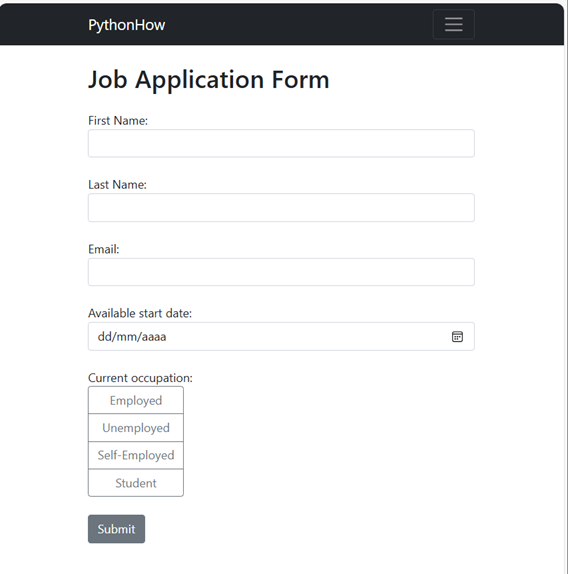 PythonHow
Job Application Form
First Name:
Last Name:
Email:
Available start date:
dd/mm/aaaa
Current occupation:
Employed
Unemployed
Self-Employed
Student
Submit